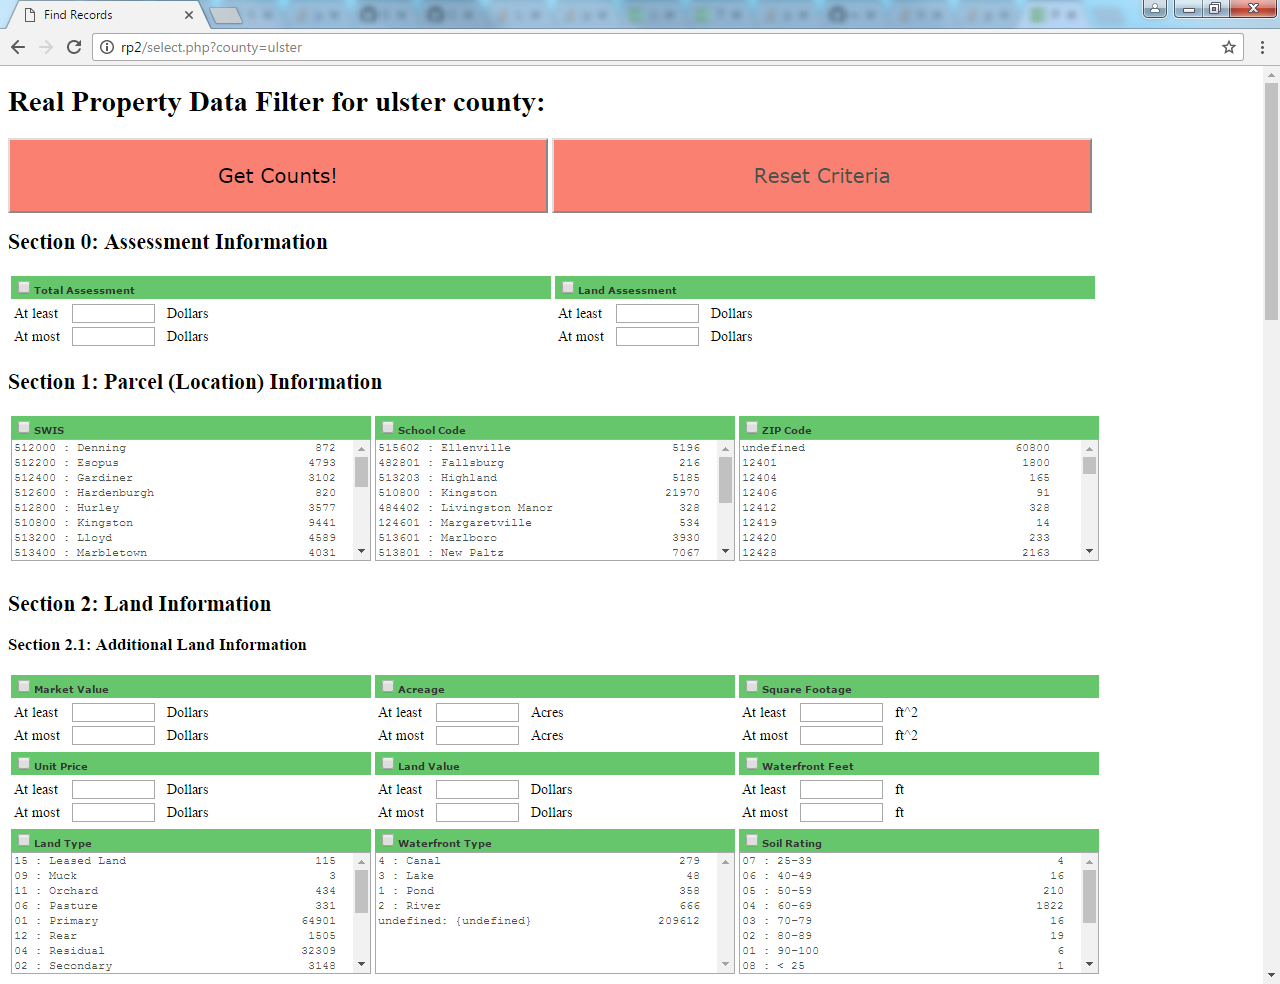 Find Records
rp2/select.php?county=ulster
Real Property Data Filter for ulster county:
Get Counts! Reset Criteria
Section 0: Assessment Information
Total Assessment Land Assessment
At least Dollars At least Dollars
At most Dollars At most Dollars
Section 1: Parcel (Location) Information
SWIS School Code ZIP Code
512000 : Denning 872 515602 : Ellenville 5196 undefined 60800
512200 : Esopus 4793 482801 : Fallsburg 216 12401 1800
512400 : Gardiner 3102 513203 : Highland 5185 12404 165
512600 : Hardenburgh 820 510800 : Kingston 21970 12406 91
512800 : Hurley 3577 484402 : Livingston Manor 328 12412 328
510800 : Kingston 9441 124601 : Margaretville 534 12419 14
513200 : Lloyd 4589 513601 : Marlboro 3930 12420 233
513400 : Marbletown 4031 513801 : New Paltz 7067 12428 2163
Section 2: Land Information
Section 2.1: Additional Land Information
Market Value Acreage Square Footage
At least Dollars At least Acres At least ft^2
At most Dollars At most Acres At most ft^2
Unit Price Land Value Waterfront Feet
At least Dollars At least Dollars At least ft
At most Dollars At most Dollars At most ft
Land Type Waterfront Type Soil Rating
15 : Leased Land 115 4 : Canal 279 07 : 25-39 4
09 : Muck 3 3 : Lake 48 06 : 40-49 16
11 : Orchard 434 1 : Pond 358 05 : 50-59 210
06 : Pasture 331 2 : River 666 04 : 60-69 1822
01 : Primary 64901 undefined: {undefined} 209612 03 : 70-79 16
12 : Rear 1505 02 : 80-89 19
04 : Residual 32309 01 : 90-100 6
02 : Secondary 3148 08 : < 25 1